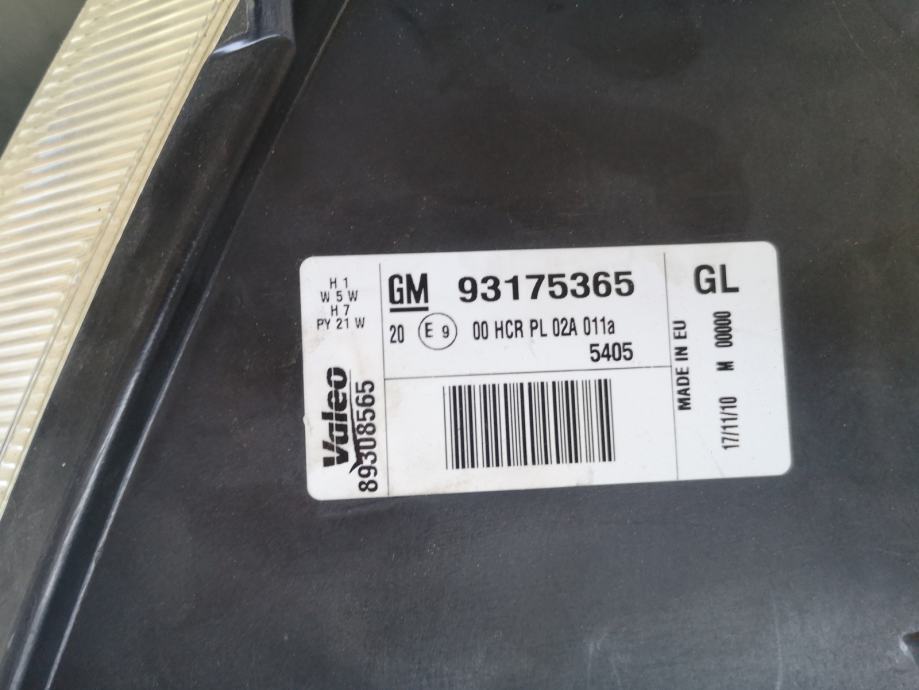 H 1
W 5 W
H 7
PY 21 W
Valeo
89308565
GM 93175365
20 E 9 00 HCR PL 02A 011a
5405
GL
MADE IN EU
17/11/10 M 00000